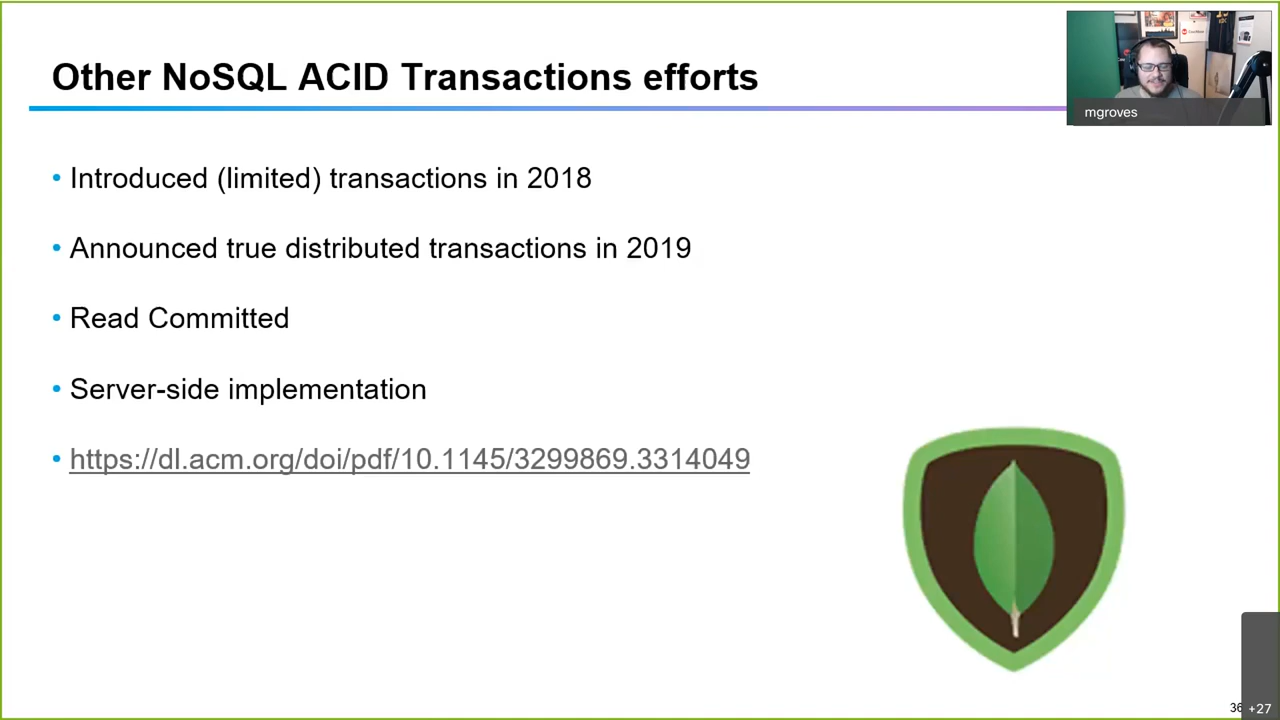 Other NoSQL ACID Transactions efforts
mgroves
• Introduced (limited) transactions in 2018
• Announced true distributed transactions in 2019
• Read Committed
• Server-side implementation
• https://dl.acm.org/doi/pdf/10.1145/3299869.3314049
36
+27